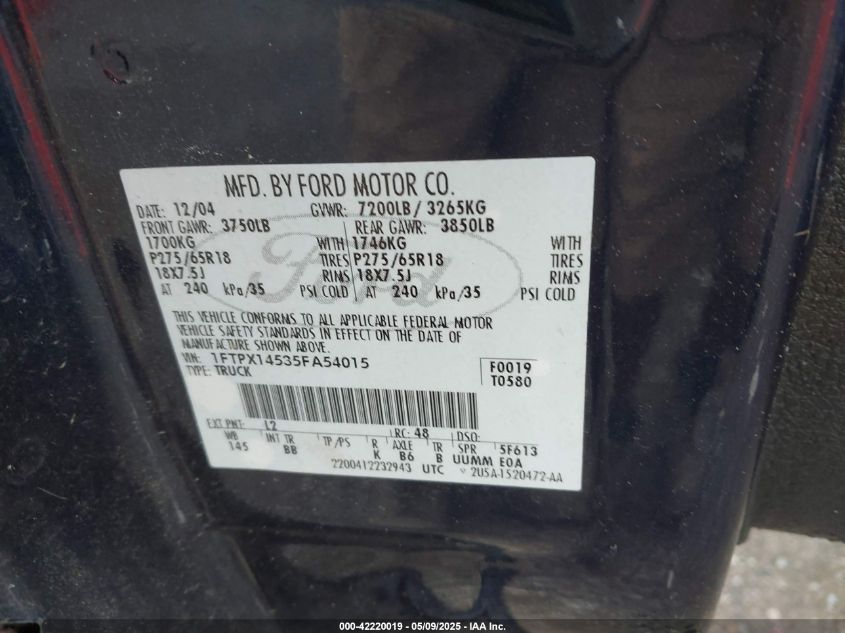 MFD. BY FORD MOTOR CO.
DATE: 12/04 GVWR: 7200LB/ 3265KG
FRONT GAWR: 3750LB REAR GAWR: 3850LB
1700KG WITH 1746KG WITH
P275/65R18 TIRES P275/65R18 TIRES
18X7.5J RIMS 18X7.5J RIMS
AT 240 kPa/35 PSI COLD AT 240 kPa/35 PSI COLD
Ford
THIS VEHICLE CONFORMS TO ALL APPLICABLE FEDERAL MOTOR
VEHICLE SAFETY STANDARDS IN EFFECT ON THE DATE OF
MANUFACTURE SHOWN ABOVE.
VIN: 1FTPX14535FA54015 F0019
TYPE: TRUCK T0580
EXT PNT: L2 RC: 48 DSO:
WB INT TR TP/PS R AXLE TR SPR 5F613
145 BB K B6 B UUMM E0A
2200412232943 UTC 2U5A-1520472-AA
000-42220019 - 05/09/2025 - IAA Inc.